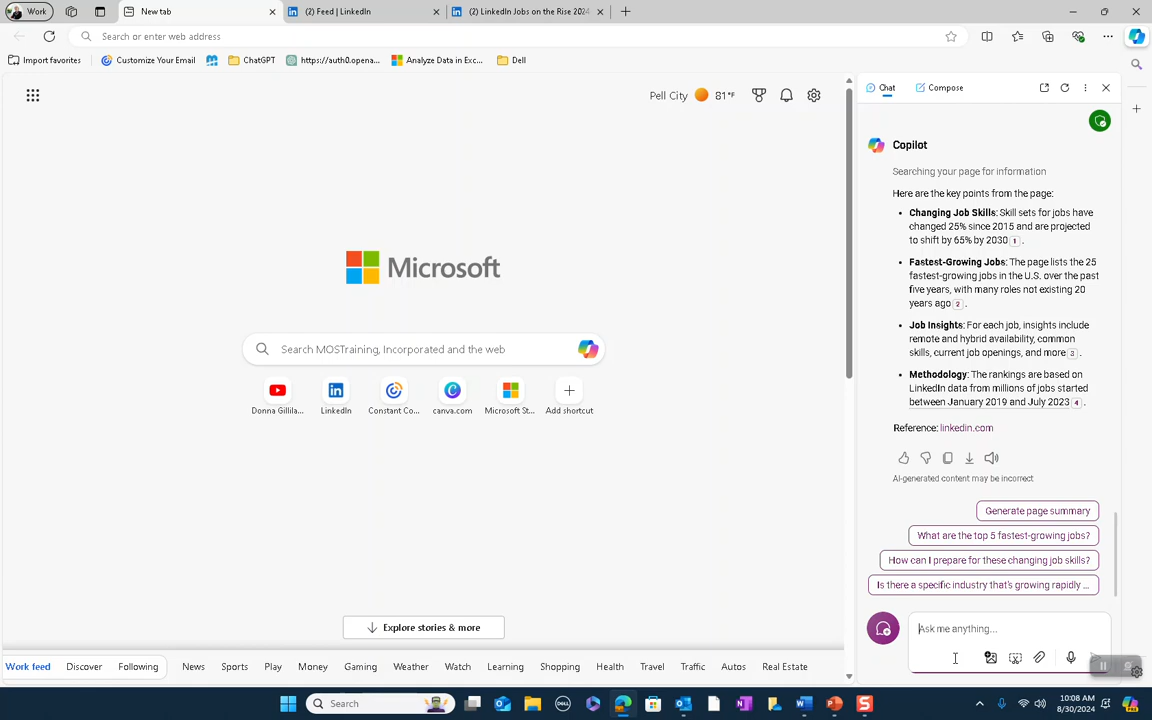 Work
New tab
(2) Feed | LinkedIn
(2) LinkedIn Jobs on the Rise 2024
Search or enter web address
Import favorites
Customize Your Email
ChatGPT
https://auth0.opena...
Analyze Data in Exc...
Dell
Pell City
81°F
Microsoft
Search MOSTraining, Incorporated and the web
Donna Gillila...
LinkedIn
Constant Co...
canva.com
Microsoft St...
Add shortcut
Explore stories & more
Work feed
Discover
Following
News
Sports
Play
Money
Gaming
Weather
Watch
Learning
Shopping
Health
Travel
Traffic
Autos
Real Estate
Chat
Compose
Copilot
Searching your page for information
Here are the key points from the page:
• Changing Job Skills: Skill sets for jobs have
changed 25% since 2015 and are projected
to shift by 65% by 2030 1 .
• Fastest-Growing Jobs: The page lists the 25
fastest-growing jobs in the U.S. over the past
five years, with many roles not existing 20
years ago 2 .
• Job Insights: For each job, insights include
remote and hybrid availability, common
skills, current job openings, and more 3 .
• Methodology: The rankings are based on
LinkedIn data from millions of jobs started
between January 2019 and July 2023 4 .
Reference: linkedin.com
AI-generated content may be incorrect
Generate page summary
What are the top 5 fastest-growing jobs?
How can I prepare for these changing job skills?
Is there a specific industry that's growing rapidly ...
Ask me anything...
Search
DELL
10:08 AM
8/30/2024